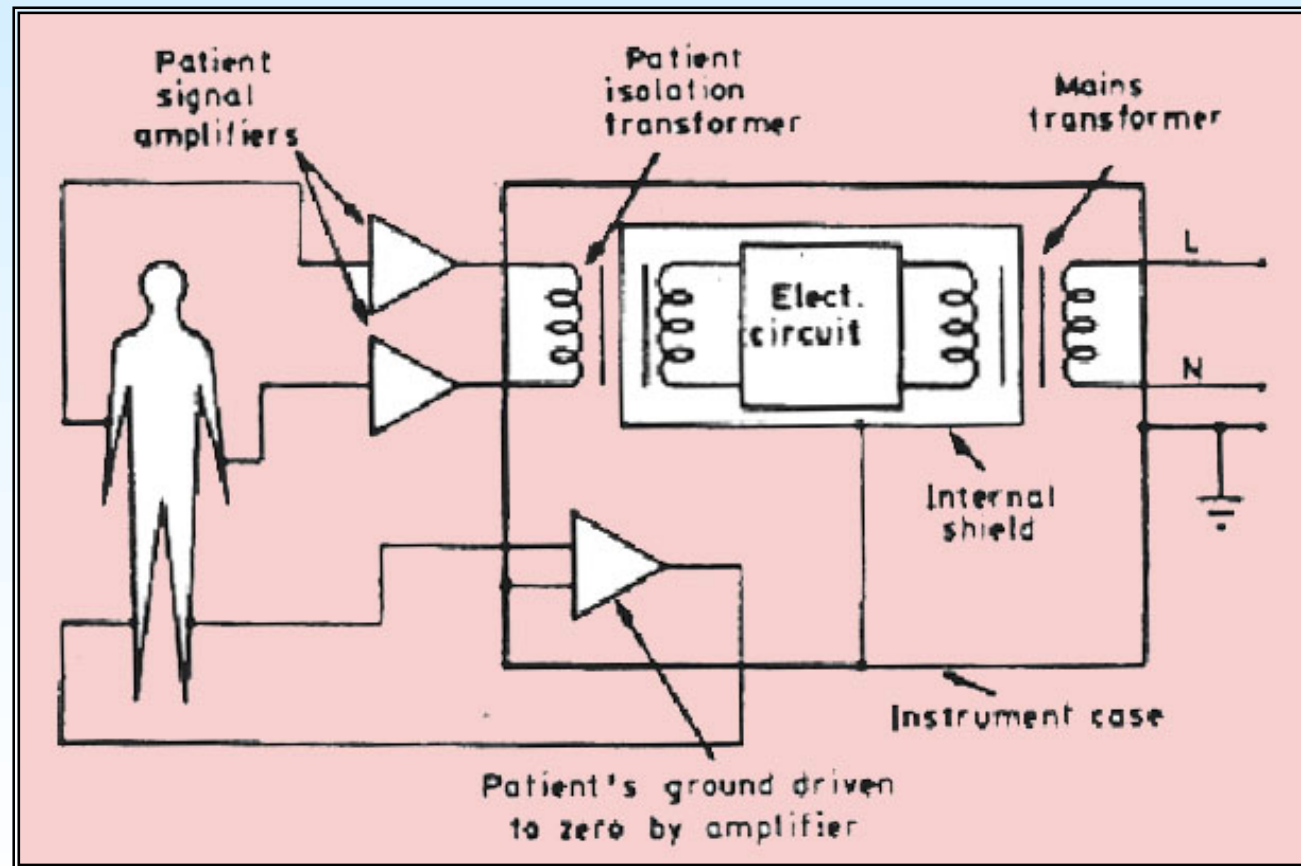 Patient
signal
amplifiers
Patient
isolation
transformer
Mains
transformer
L
Elect.
circuit
N
Internal
shield
Instrument case
Patient's ground driven
to zero by amplifier